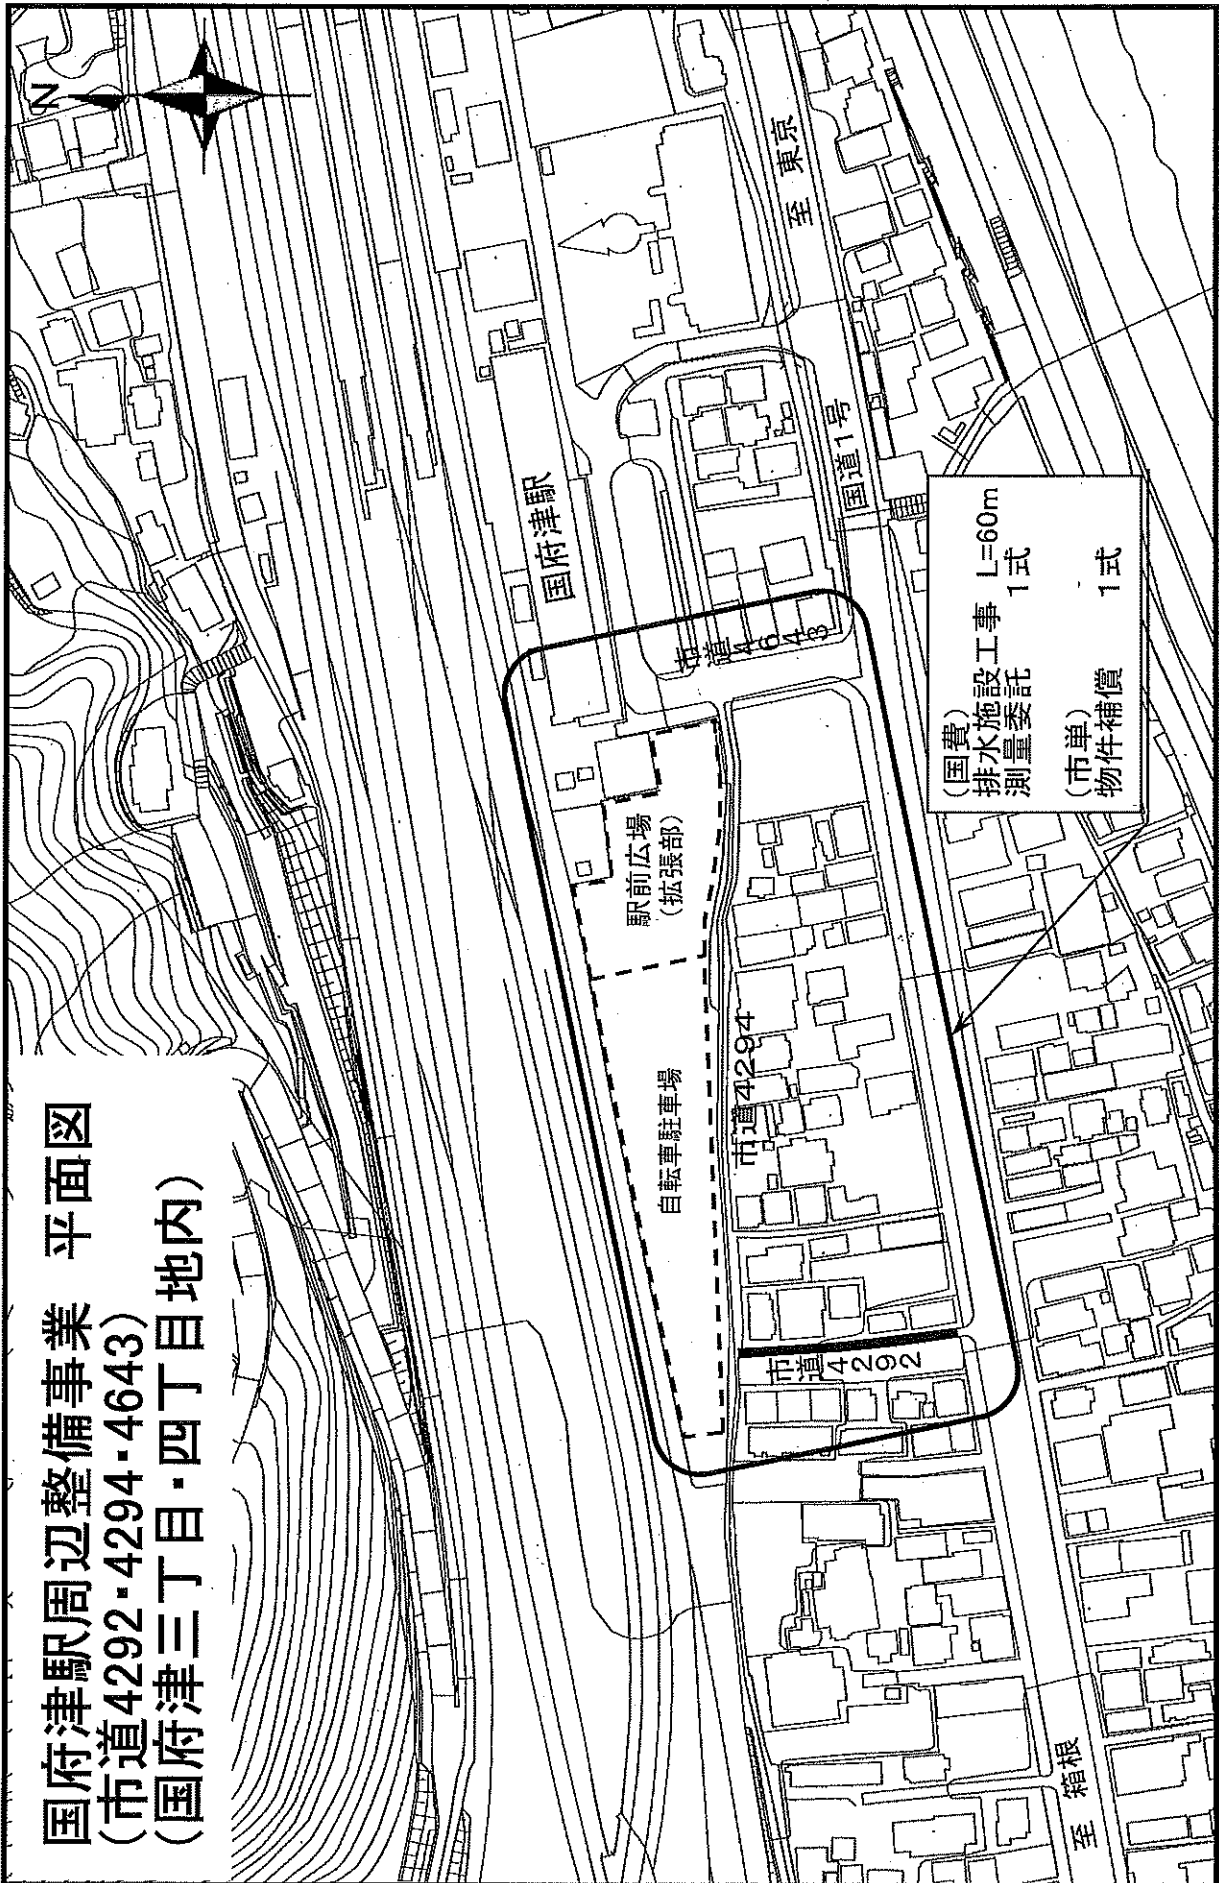 国府津駅周辺整備事業 平面図
(市道4292・4294・4643)
(国府津三丁目・四丁目地内)
N
国府津駅
至 東京
国道1号
市道4643
駅前広場
(拡張部)
自転車駐車場
市道4294
市道4292
(国費)
排水施設工事 L=60m
測量委託 1式
(市単)
物件補償 1式
至 箱根